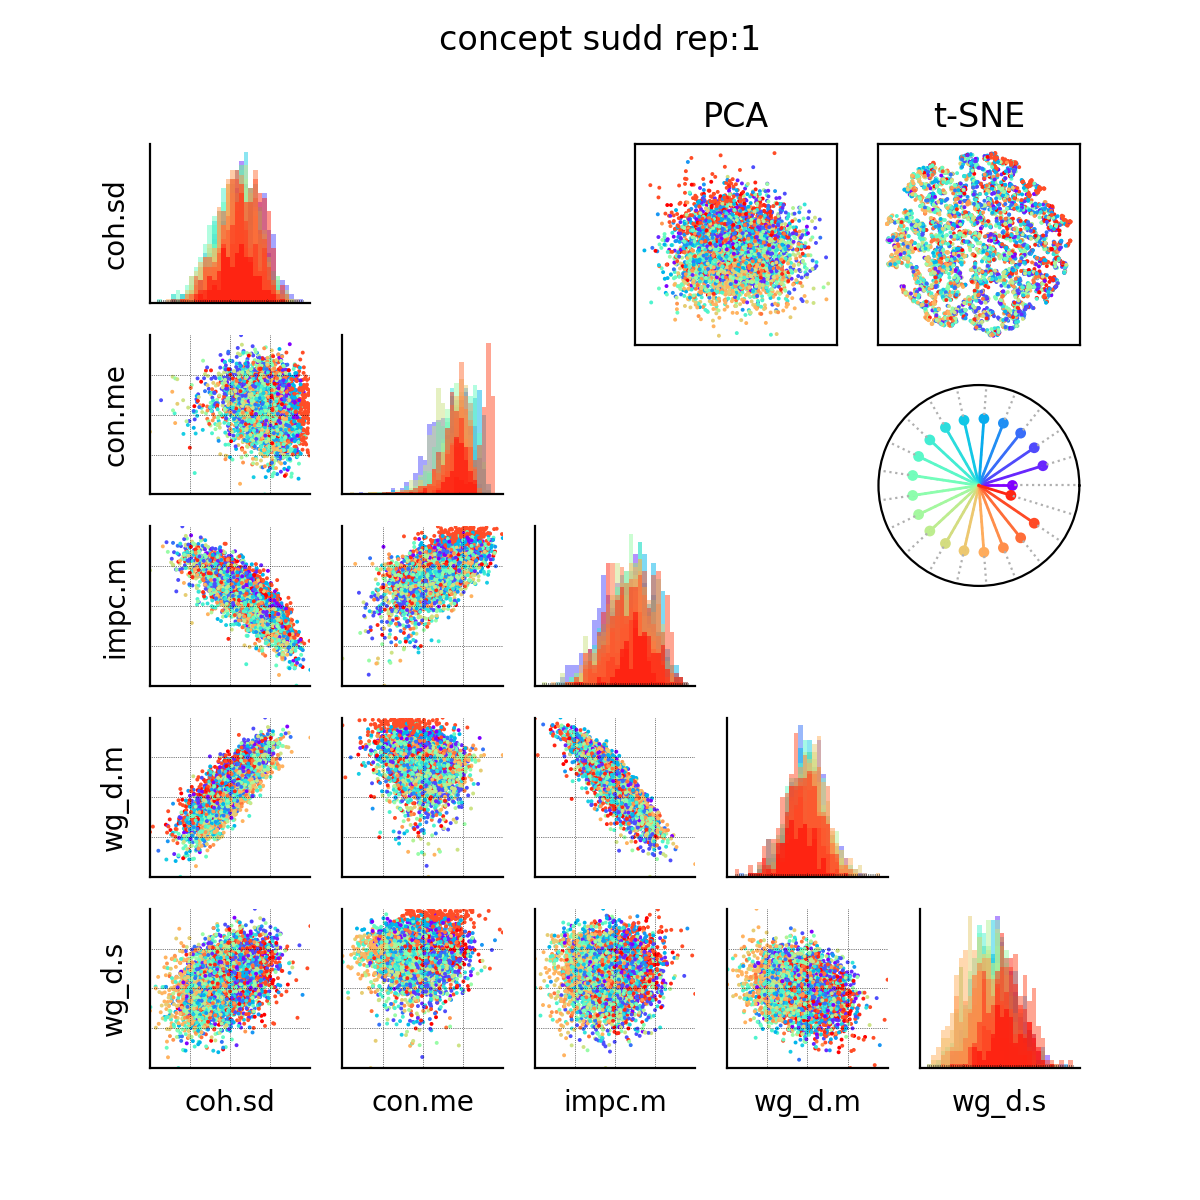 concept sudd rep:1
PCA
t-SNE
coh.sd
con.me
impc.m
wg_d.m
wg_d.s
coh.sd
con.me
impc.m
wg_d.m
wg_d.s